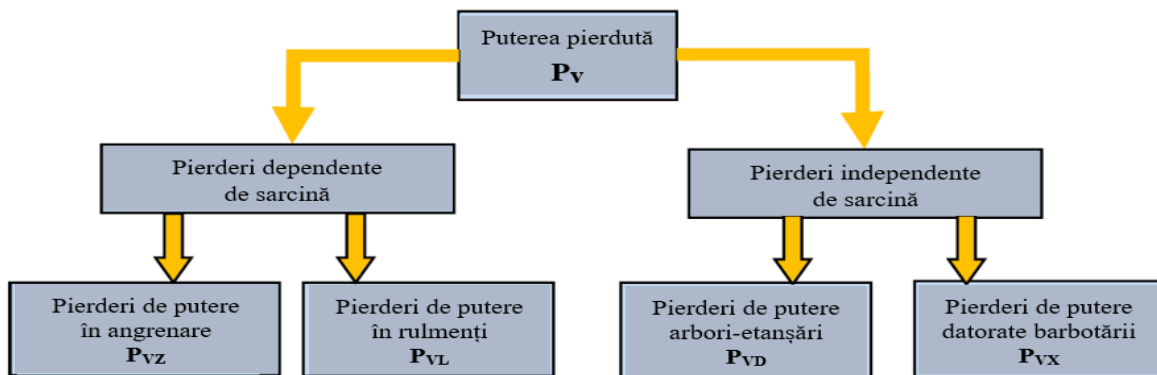 Puterea pierdută
PV
Pierderi dependente
de sarcină
Pierderi independente
de sarcină
Pierderi de putere
în angrenare
PVZ
Pierderi de putere
în rulmenți
PVL
Pierderi de putere
arbori-etanșări
PVD
Pierderi de putere
datorate barbotării
PVX